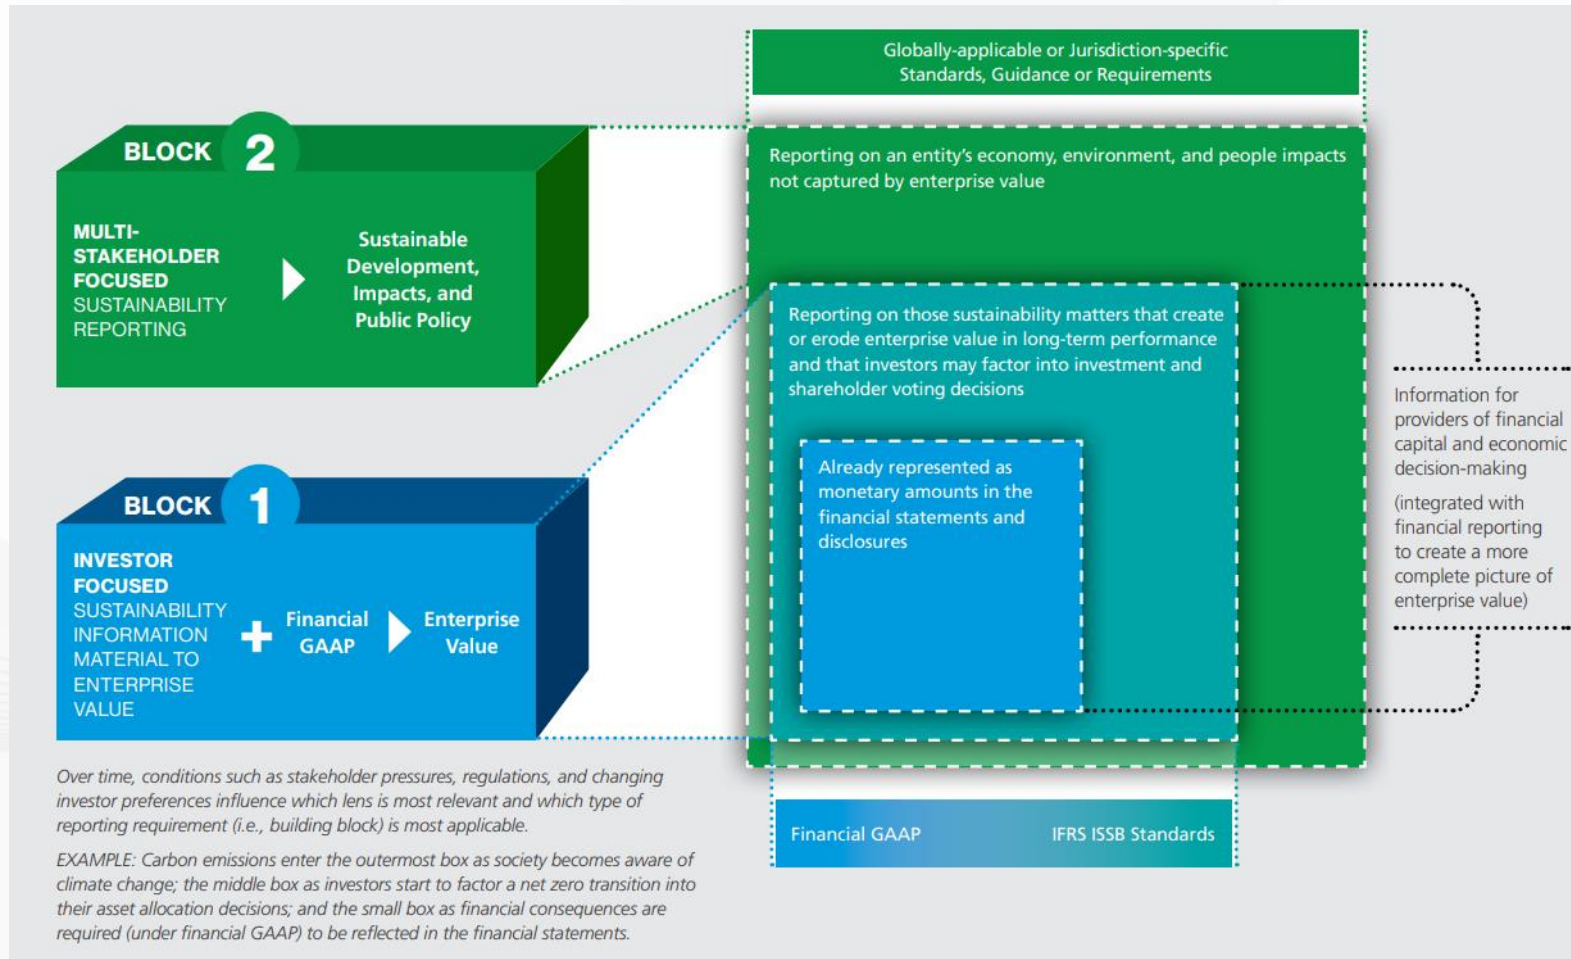 Globally-applicable or Jurisdiction-specific
Standards, Guidance or Requirements
BLOCK 2
MULTI-
STAKEHOLDER
FOCUSED
SUSTAINABILITY
REPORTING
Sustainable
Development,
Impacts, and
Public Policy
Reporting on an entity's economy, environment, and people impacts
not captured by enterprise value
Reporting on those sustainability matters that create
or erode enterprise value in long-term performance
and that investors may factor into investment and
shareholder voting decisions
Already represented as
monetary amounts in the
financial statements and
disclosures
Information for
providers of financial
capital and economic
decision-making
(integrated with
financial reporting
to create a more
complete picture of
enterprise value)
BLOCK 1
INVESTOR
FOCUSED
SUSTAINABILITY
INFORMATION
MATERIAL TO
ENTERPRISE
VALUE
+
Financial
GAAP
Enterprise
Value
Financial GAAP
IFRS ISSB Standards
Over time, conditions such as stakeholder pressures, regulations, and changing
investor preferences influence which lens is most relevant and which type of
reporting requirement (i.e., building block) is most applicable.
EXAMPLE: Carbon emissions enter the outermost box as society becomes aware of
climate change; the middle box as investors start to factor a net zero transition into
their asset allocation decisions; and the small box as financial consequences are
required (under financial GAAP) to be reflected in the financial statements.